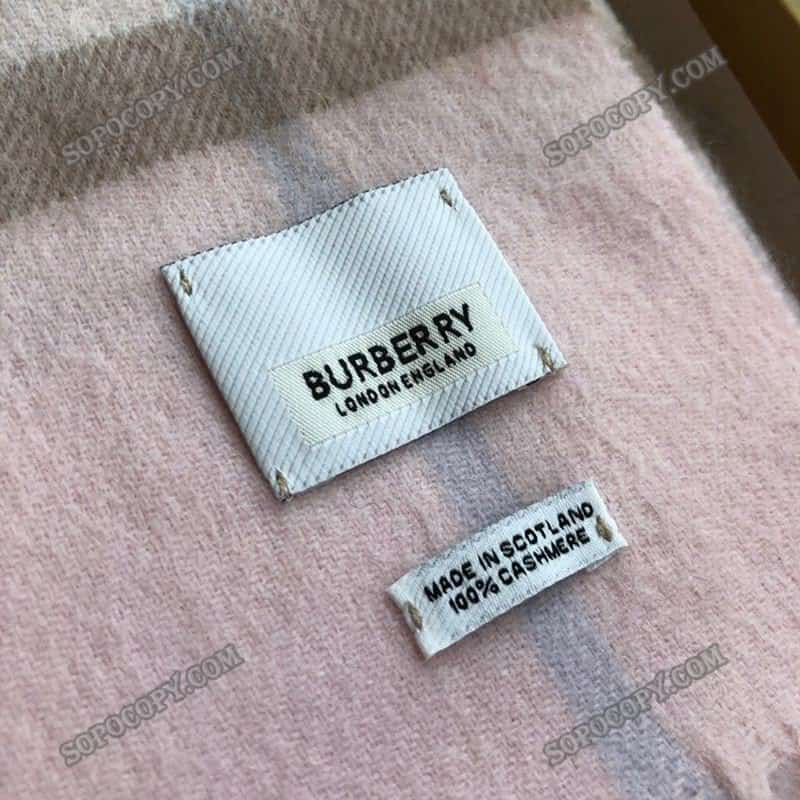 SOPOCOPY.COM
SOPOCOPY.COM
BURBERRY
LONDON ENGLAND
MADE IN SCOTLAND
100% CASHMERE
SOPOCOPY.COM
SOPOCOPY.COM